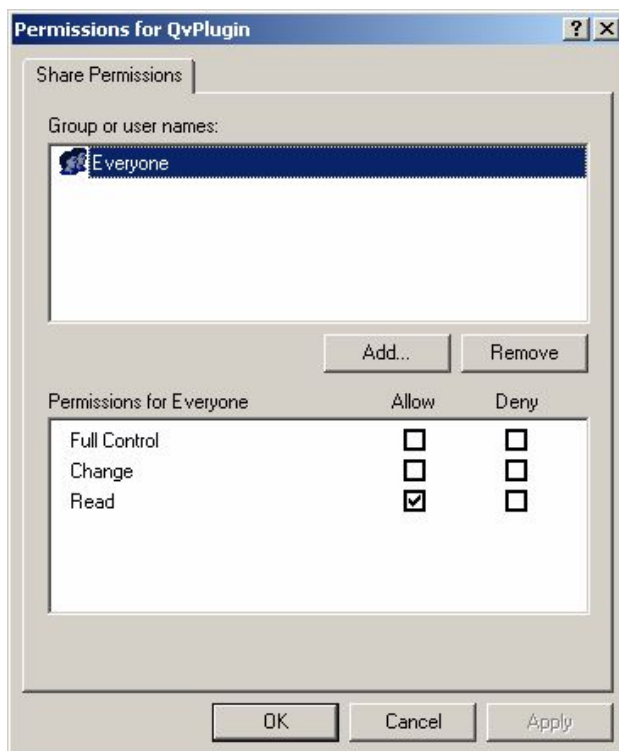 Permissions for QvPlugin
Share Permissions
Group or user names:
Everyone
Add... Remove
Permissions for Everyone Allow Deny
Full Control
Change
Read
OK Cancel Apply